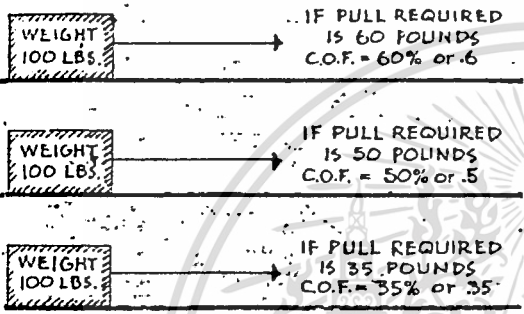 WEIGHT
100 LBS.
IF PULL REQUIRED
IS 60 POUNDS
C.O.F. = 60% or .6
WEIGHT
100 LBS.
IF PULL REQUIRED
IS 50 POUNDS
C.O.F. = 50% or .5
WEIGHT
100 LBS.
IF PULL REQUIRED
IS 35 POUNDS
C.O.F. = 35% or .35